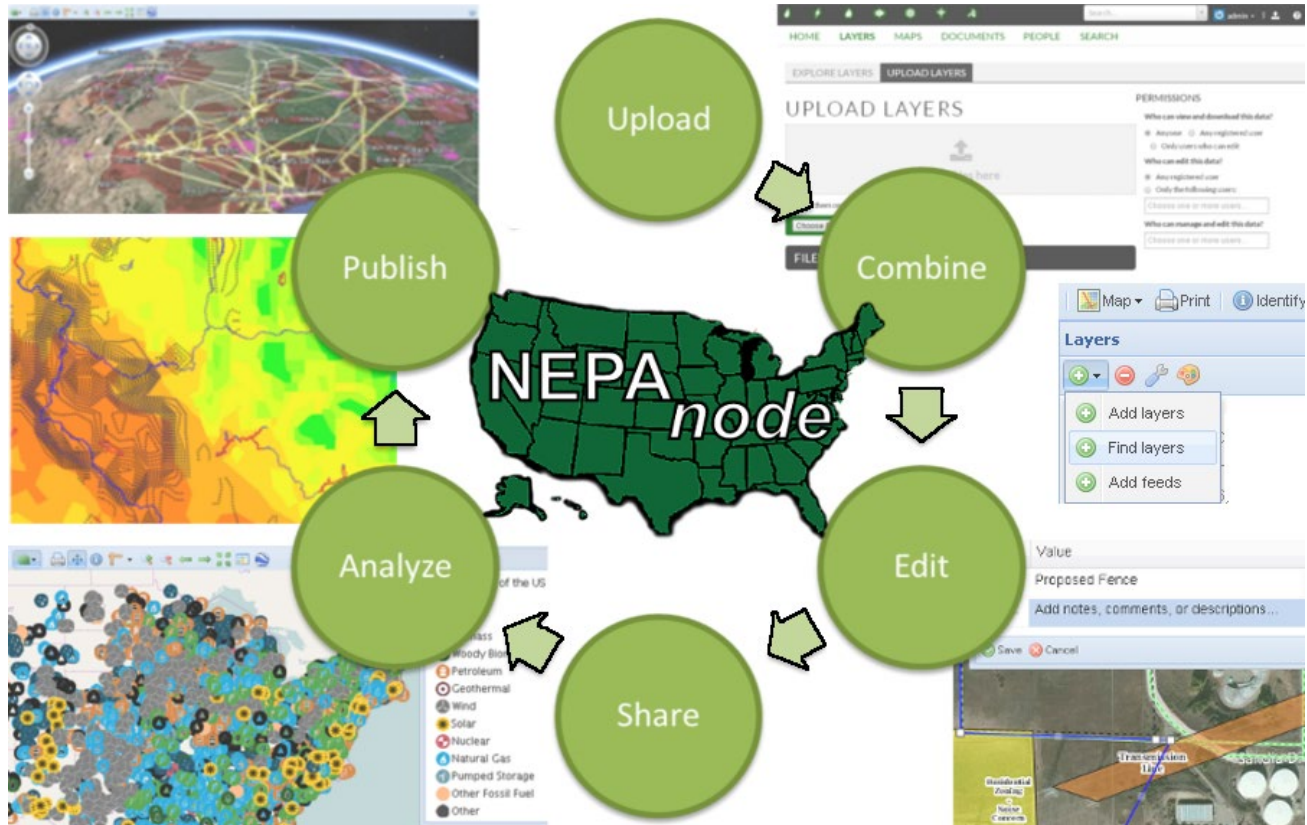 Upload
Search
admin
HOME LAYERS MAPS DOCUMENTS PEOPLE SEARCH
EXPLORE LAYERS UPLOAD LAYERS
UPLOAD LAYERS
here
Choose
FILE
PERMISSIONS
Who can view and download this data?
Anyone Any registered user
Only users who can edit
Who can edit this data?
Any registered user
Only the following users:
Choose one or more users...
Who can manage and edit this data?
Choose one or more users...
Publish
Combine
NEPA
node
Map Print Identify
Layers
Add layers
Find layers
Add feeds
Analyze
Edit
Share
of the US
Woody
Petroleum
Geothermal
Wind
Solar
Nuclear
Natural Gas
Pumped Storage
Other Fossil Fuel
Other
Value
Proposed Fence
Add notes, comments, or descriptions...
Save Cancel
Transmission
Line
Residential
Zoning
Noise
Concern